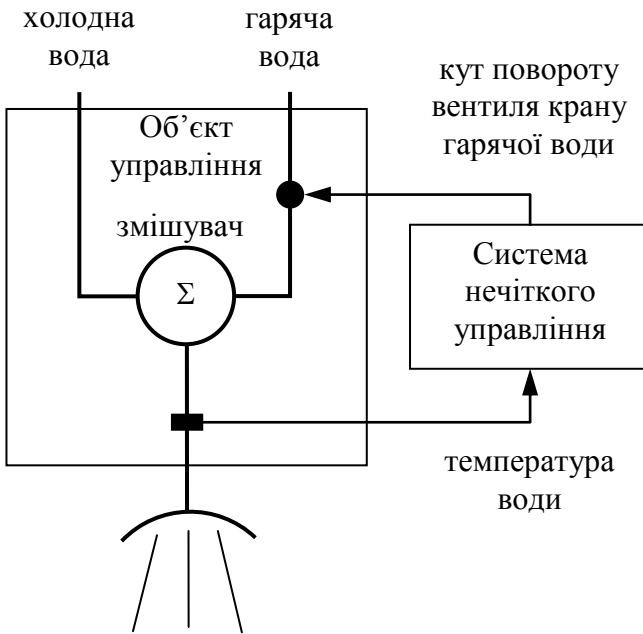 холодна
вода
гаряча
вода
кут повороту
вентиля крану
гарячої води
Об’єкт
управління
змішувач
Σ
Система
нечіткого
управління
температура
води